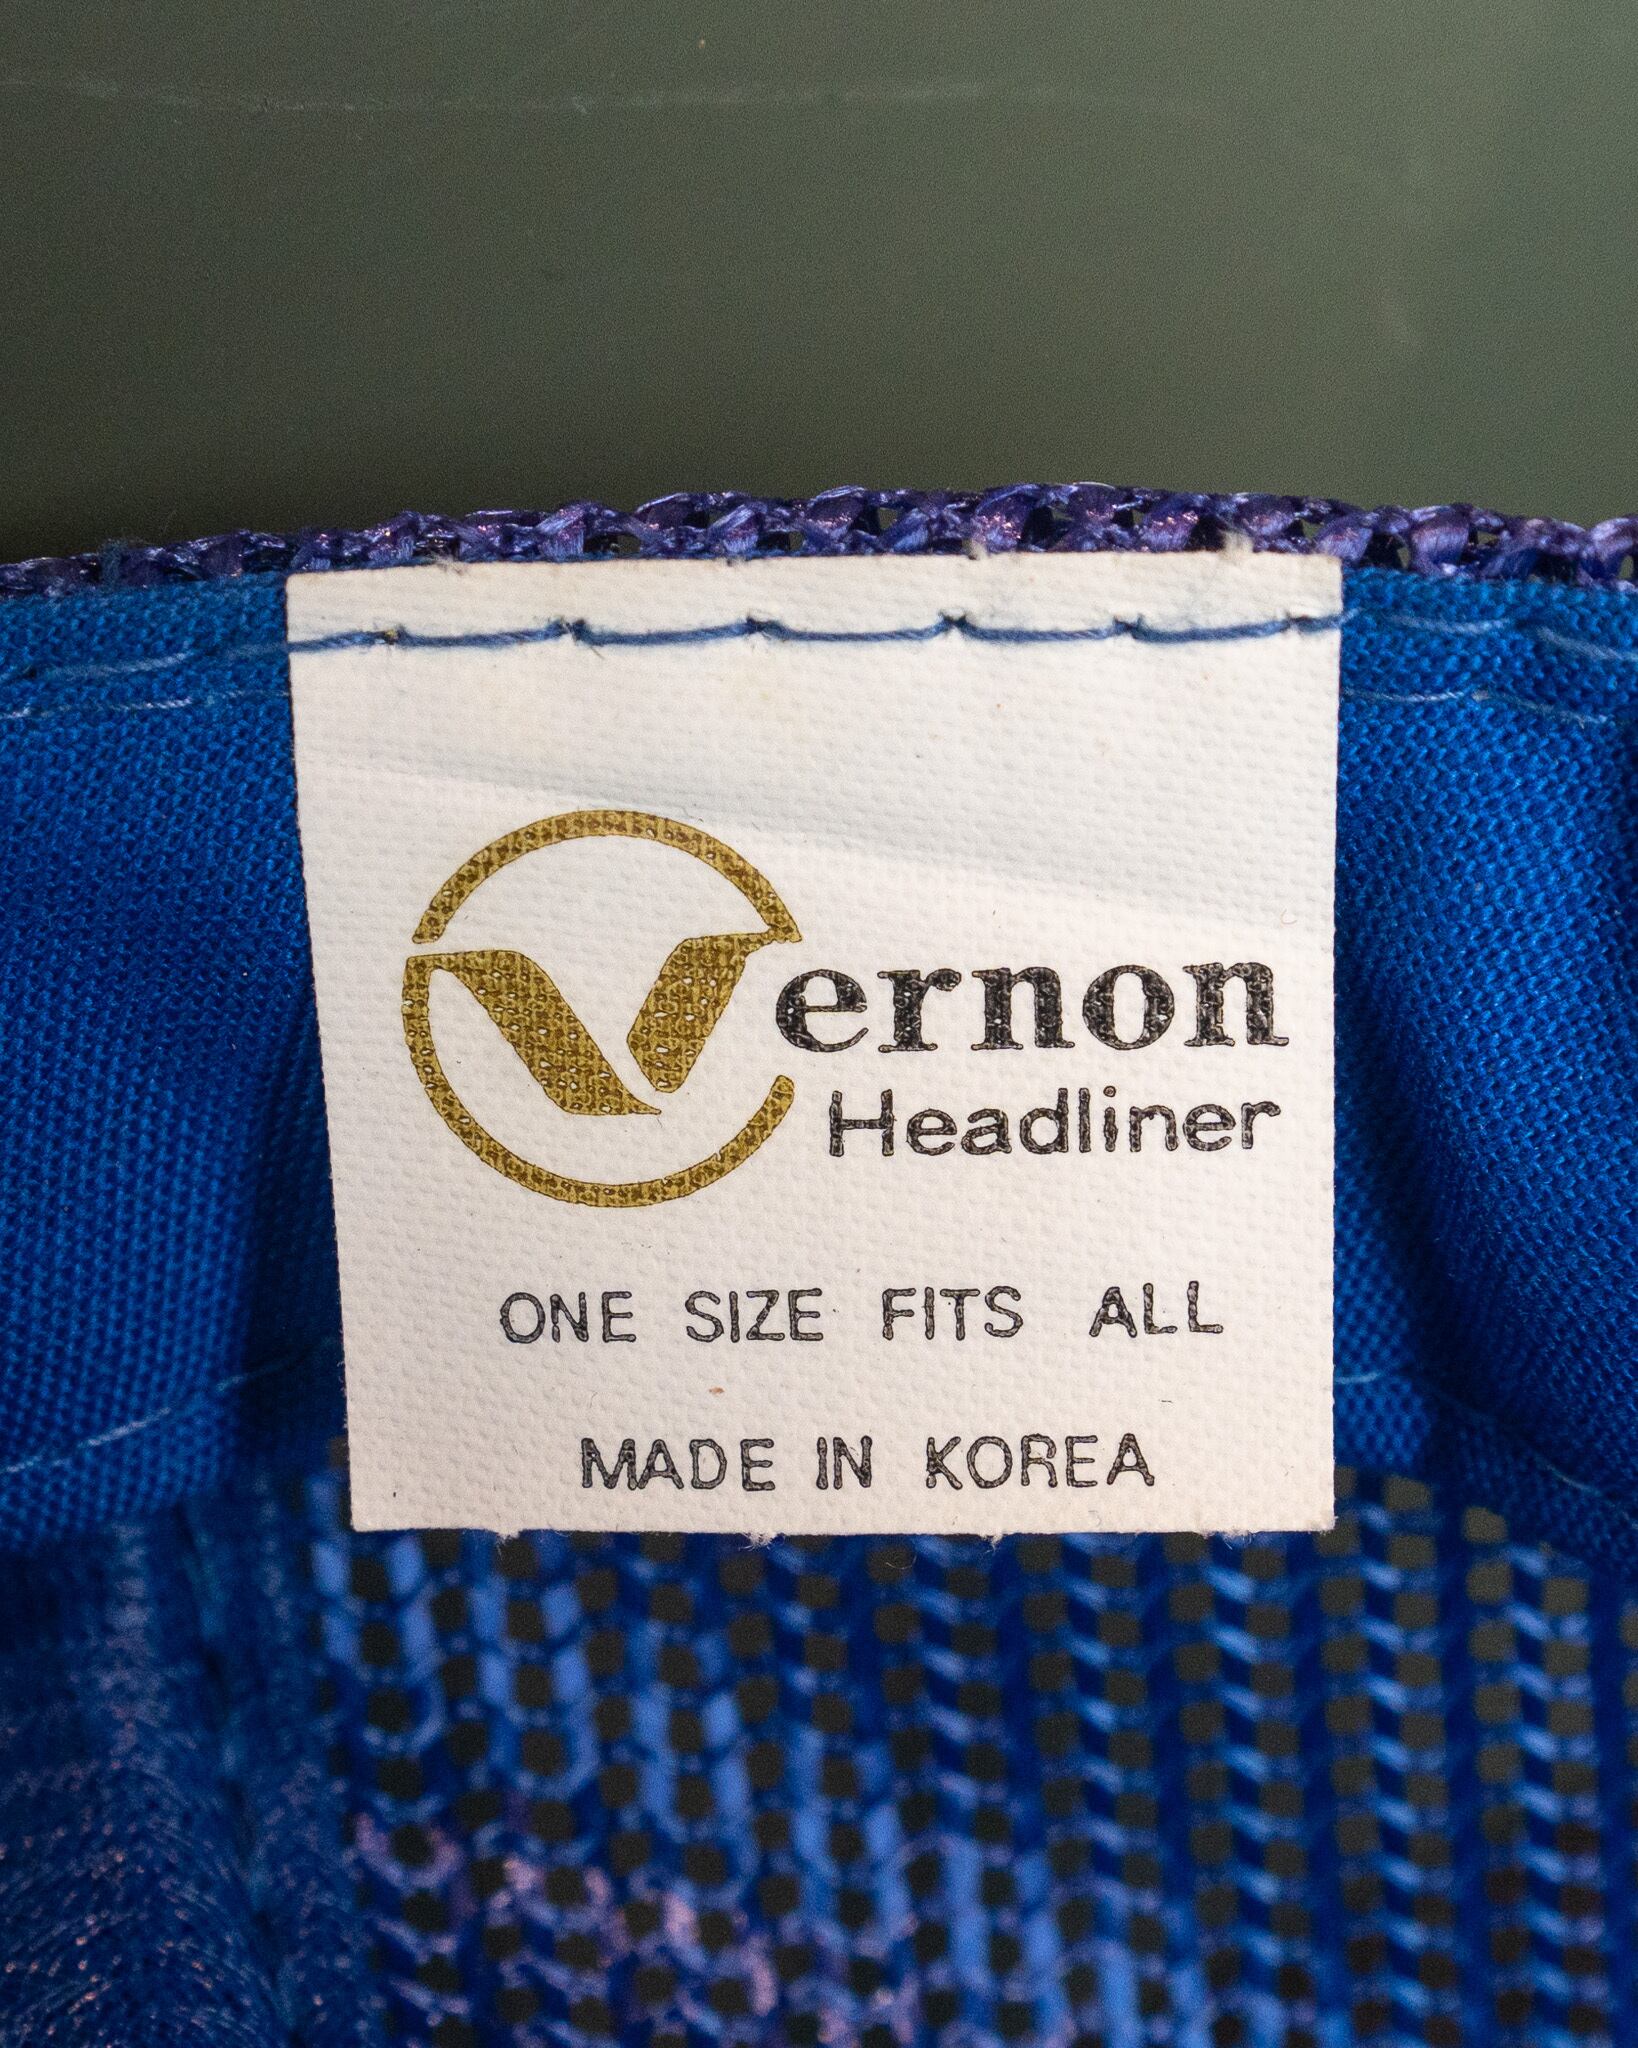 Vernon
Headliner
ONE SIZE FITS ALL
MADE IN KOREA